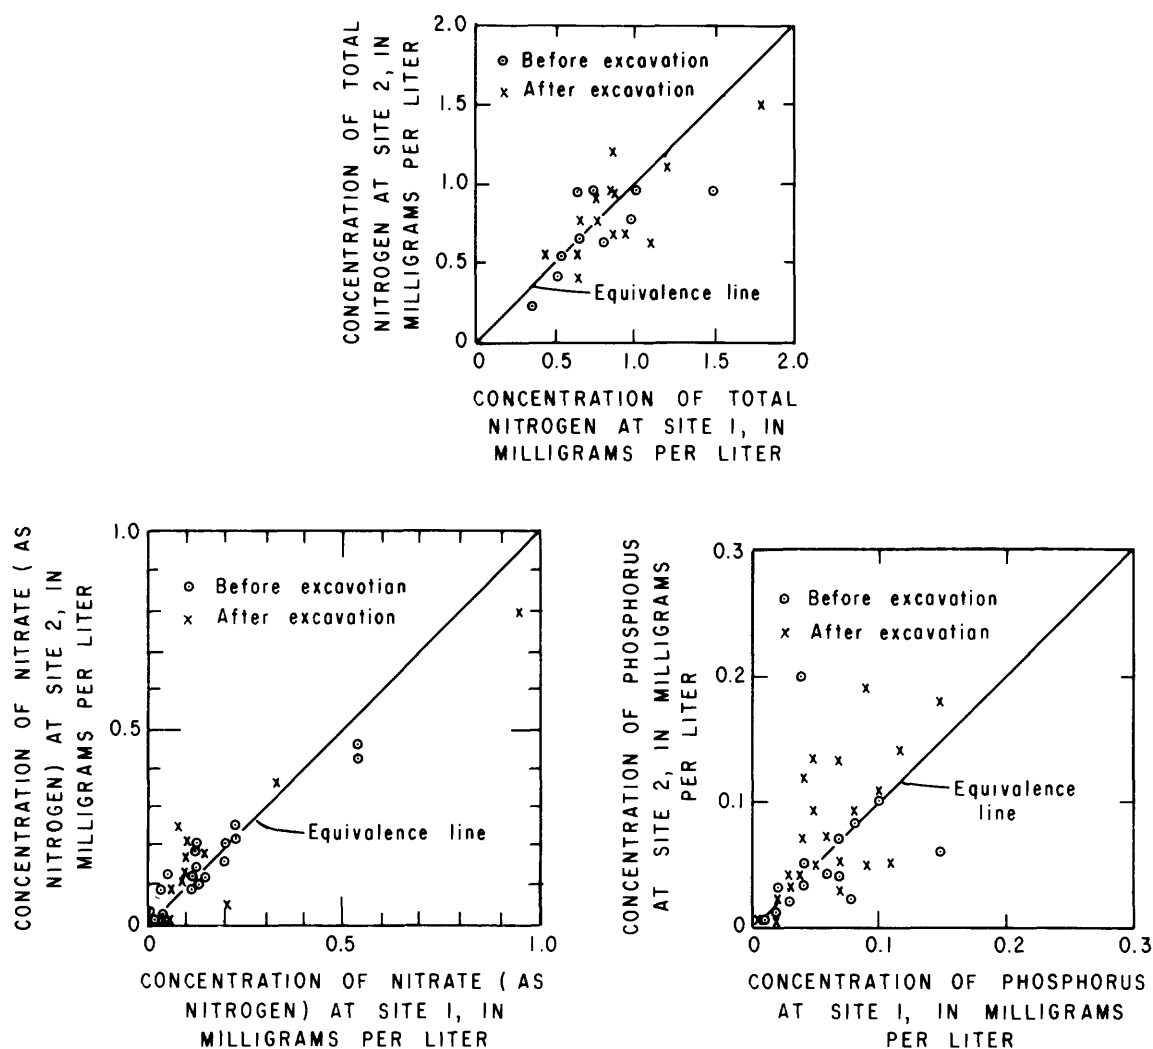 CONCENTRATION OF TOTAL
NITROGEN AT SITE 2, IN
MILLIGRAMS PER LITER
2.0
1.5
1.0
0.5
0
Before excavation
After excavation
Equivalence line
0 0.5 1.0 1.5 2.0
CONCENTRATION OF TOTAL
NITROGEN AT SITE 1, IN
MILLIGRAMS PER LITER
CONCENTRATION OF NITRATE (AS
NITROGEN) AT SITE 2, IN
MILLIGRAMS PER LITER
1.0
0.5
0
Before excavotian
After excavation
Equivalence line
0 0.5 1.0
CONCENTRATION OF NITRATE (AS
NITROGEN) AT SITE 1, IN
MILLIGRAMS PER LITER
CONCENTRATION OF PHOSPHORUS
AT SITE 2, IN MILLIGRAMS
PER LITER
0.3
0.2
0.1
0
Before excavation
After excavation
Equivalence
line
0 0.1 0.2 0.3
CONCENTRATION OF PHOSPHORUS
AT SITE 1, IN MILLIGRAMS
PER LITER